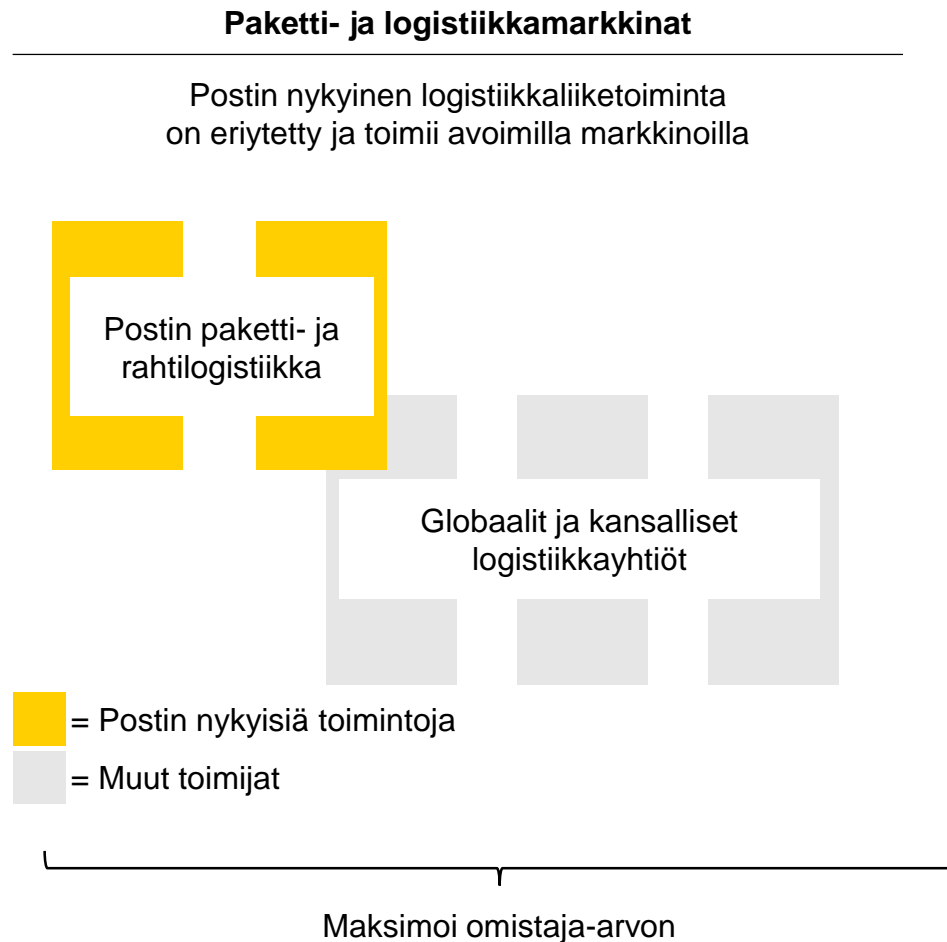 Paketti- ja logistiikkamarkkinat
Postin nykyinen logistiikkaliiketoiminta
on eriytetty ja toimii avoimilla markkinoilla
Postin paketti- ja
rahtilogistiikka
Globaalit ja kansalliset
logistiikkayhtiöt
= Postin nykyisiä toimintoja
= Muut toimijat
Maksimoi omistaja-arvon